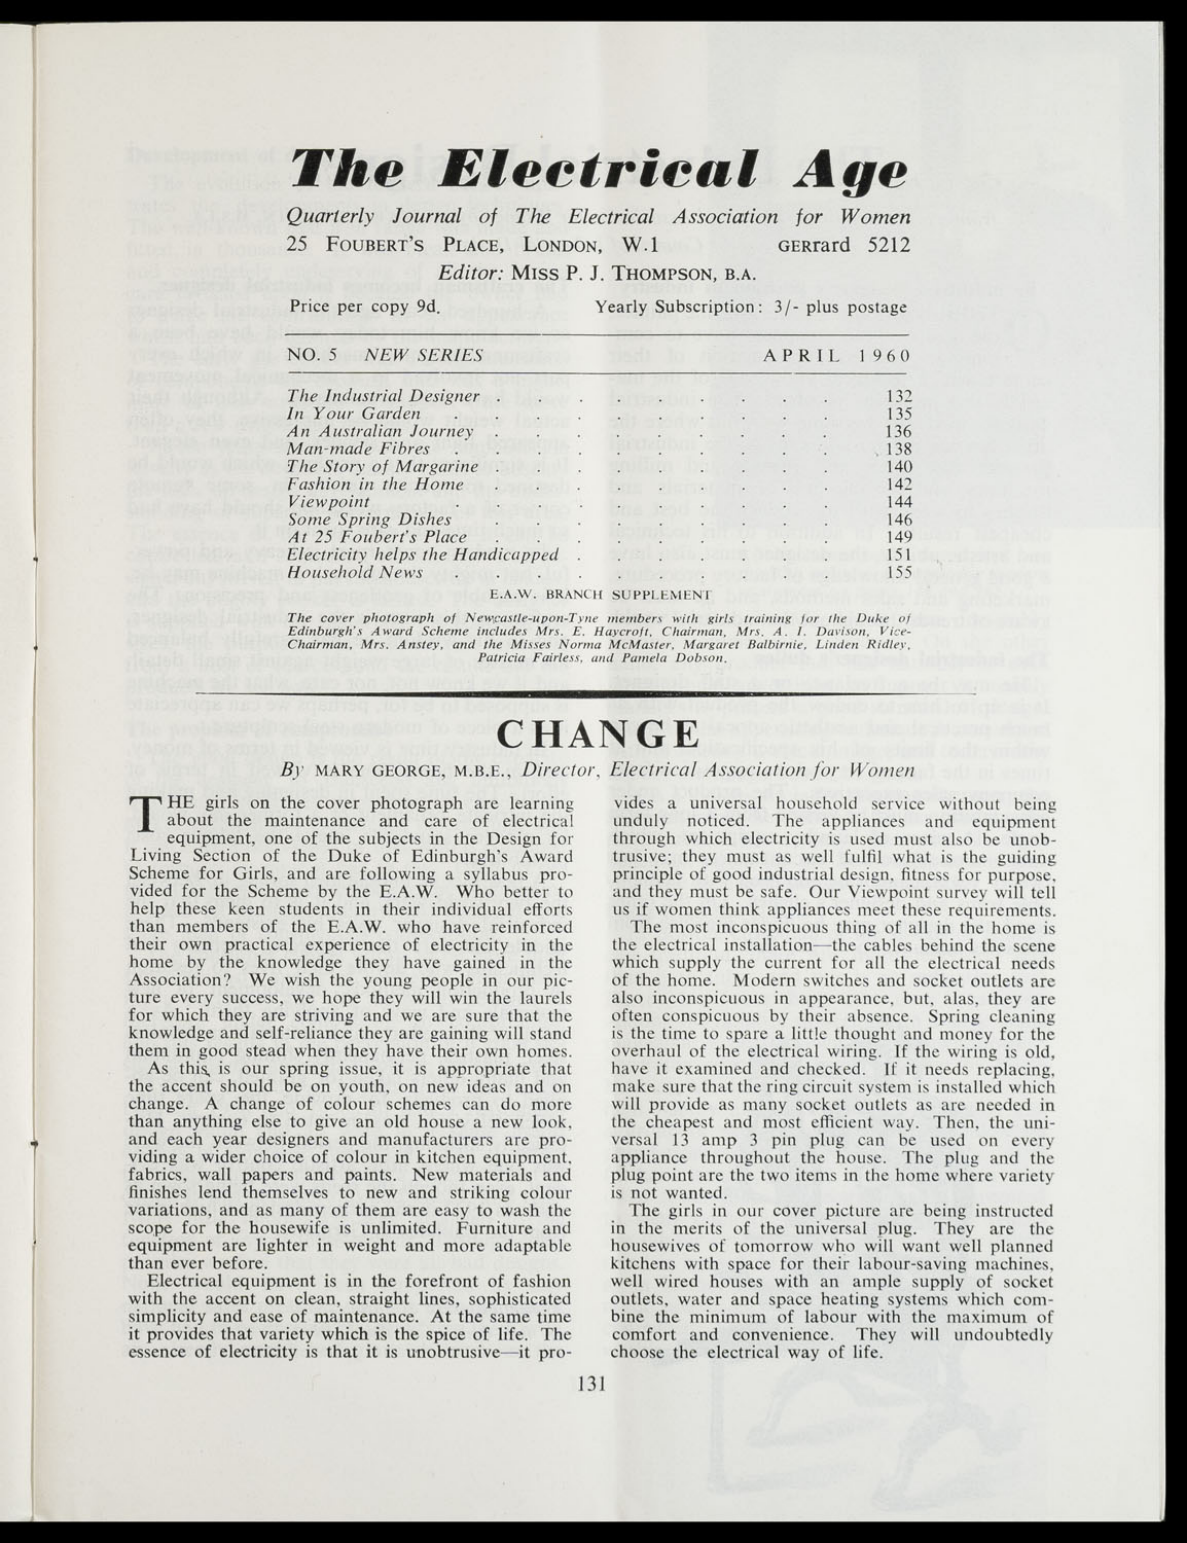 The Electrical Age
Quarterly Journal of The Electrical Association for Women
25 FOUBERT'S PLACE, LONDON, W.1 GERrard 5212
Editor: MISS P. J. THOMPSON, B.A.
Price per copy 9d. Yearly Subscription: 3/- plus postage
NO. 5 NEW SERIES APRIL 1960
The Industrial Designer . . . . . . . . 132
In Your Garden . . . . . . . . . 135
An Australian Journey . . . . . . . . 136
Man-made Fibres . . . . . . . . . 138
The Story of Margarine . . . . . . . . 140
Fashion in the Home . . . . . . . . 142
Viewpoint . . . . . . . . . 144
Some Spring Dishes . . . . . . . . 146
At 25 Foubert's Place . . . . . . . . 149
Electricity helps the Handicapped . . . . . . . 151
Household News . . . . . . . . . 155
E.A.W. BRANCH SUPPLEMENT
The cover photograph of Newcastle-upon-Tyne members with girls training for the Duke of
Edinburgh's Award Scheme includes Mrs. E. Haycroft, Chairman, Mrs. A. I. Davison, Vice-
Chairman, Mrs. Anstey, and the Misses Norma McMaster, Margaret Balbirnie, Linden Ridley,
Patricia Fairless, and Pamela Dobson.
CHANGE
By MARY GEORGE, M.B.E., Director, Electrical Association for Women
THE girls on the cover photograph are learning
about the maintenance and care of electrical
equipment, one of the subjects in the Design for
Living Section of the Duke of Edinburgh's Award
Scheme for Girls, and are following a syllabus pro-
vided for the Scheme by the E.A.W. Who better to
help these keen students in their individual efforts
than members of the E.A.W. who have reinforced
their own practical experience of electricity in the
home by the knowledge they have gained in the
Association? We wish the young people in our pic-
ture every success, we hope they will win the laurels
for which they are striving and we are sure that the
knowledge and self-reliance they are gaining will stand
them in good stead when they have their own homes.
As this is our spring issue, it is appropriate that
the accent should be on youth, on new ideas and on
change. A change of colour schemes can do more
than anything else to give an old house a new look,
and each year designers and manufacturers are pro-
viding a wider choice of colour in kitchen equipment,
fabrics, wall papers and paints. New materials and
finishes lend themselves to new and striking colour
variations, and as many of them are easy to wash the
scope for the housewife is unlimited. Furniture and
equipment are lighter in weight and more adaptable
than ever before.
Electrical equipment is in the forefront of fashion
with the accent on clean, straight lines, sophisticated
simplicity and ease of maintenance. At the same time
it provides that variety which is the spice of life. The
essence of electricity is that it is unobtrusive—it pro-
vides a universal household service without being
unduly noticed. The appliances and equipment
through which electricity is used must also be unob-
trusive; they must as well fulfil what is the guiding
principle of good industrial design, fitness for purpose,
and they must be safe. Our Viewpoint survey will tell
us if women think appliances meet these requirements.
The most inconspicuous thing of all in the home is
the electrical installation—the cables behind the scene
which supply the current for all the electrical needs
of the home. Modern switches and socket outlets are
also inconspicuous in appearance, but, alas, they are
often conspicuous by their absence. Spring cleaning
is the time to spare a little thought and money for the
overhaul of the electrical wiring. If the wiring is old,
have it examined and checked. If it needs replacing,
make sure that the ring circuit system is installed which
will provide as many socket outlets as are needed in
the cheapest and most efficient way. Then, the uni-
versal 13 amp 3 pin plug can be used on every
appliance throughout the house. The plug and the
plug point are the two items in the home where variety
is not wanted.
The girls in our cover picture are being instructed
in the merits of the universal plug. They are the
housewives of tomorrow who will want well planned
kitchens with space for their labour-saving machines,
well wired houses with an ample supply of socket
outlets, water and space heating systems which com-
bine the minimum of labour with the maximum of
comfort and convenience. They will undoubtedly
choose the electrical way of life.
131